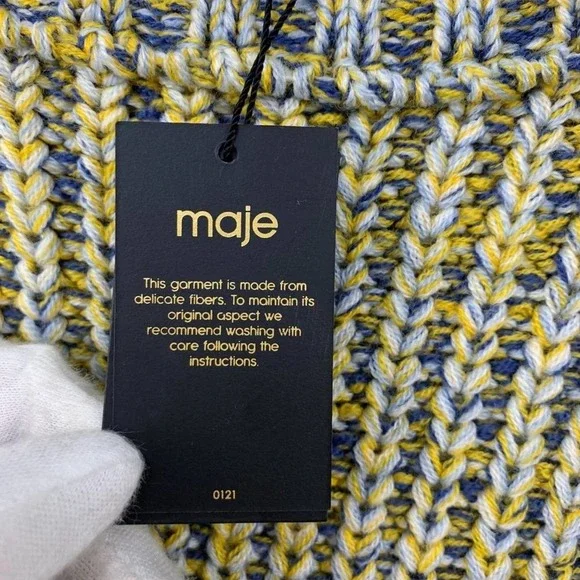 maje
This garment is made from
delicate fibers. To maintain its
original aspect we
recommend washing with
care following the
instructions.
0121